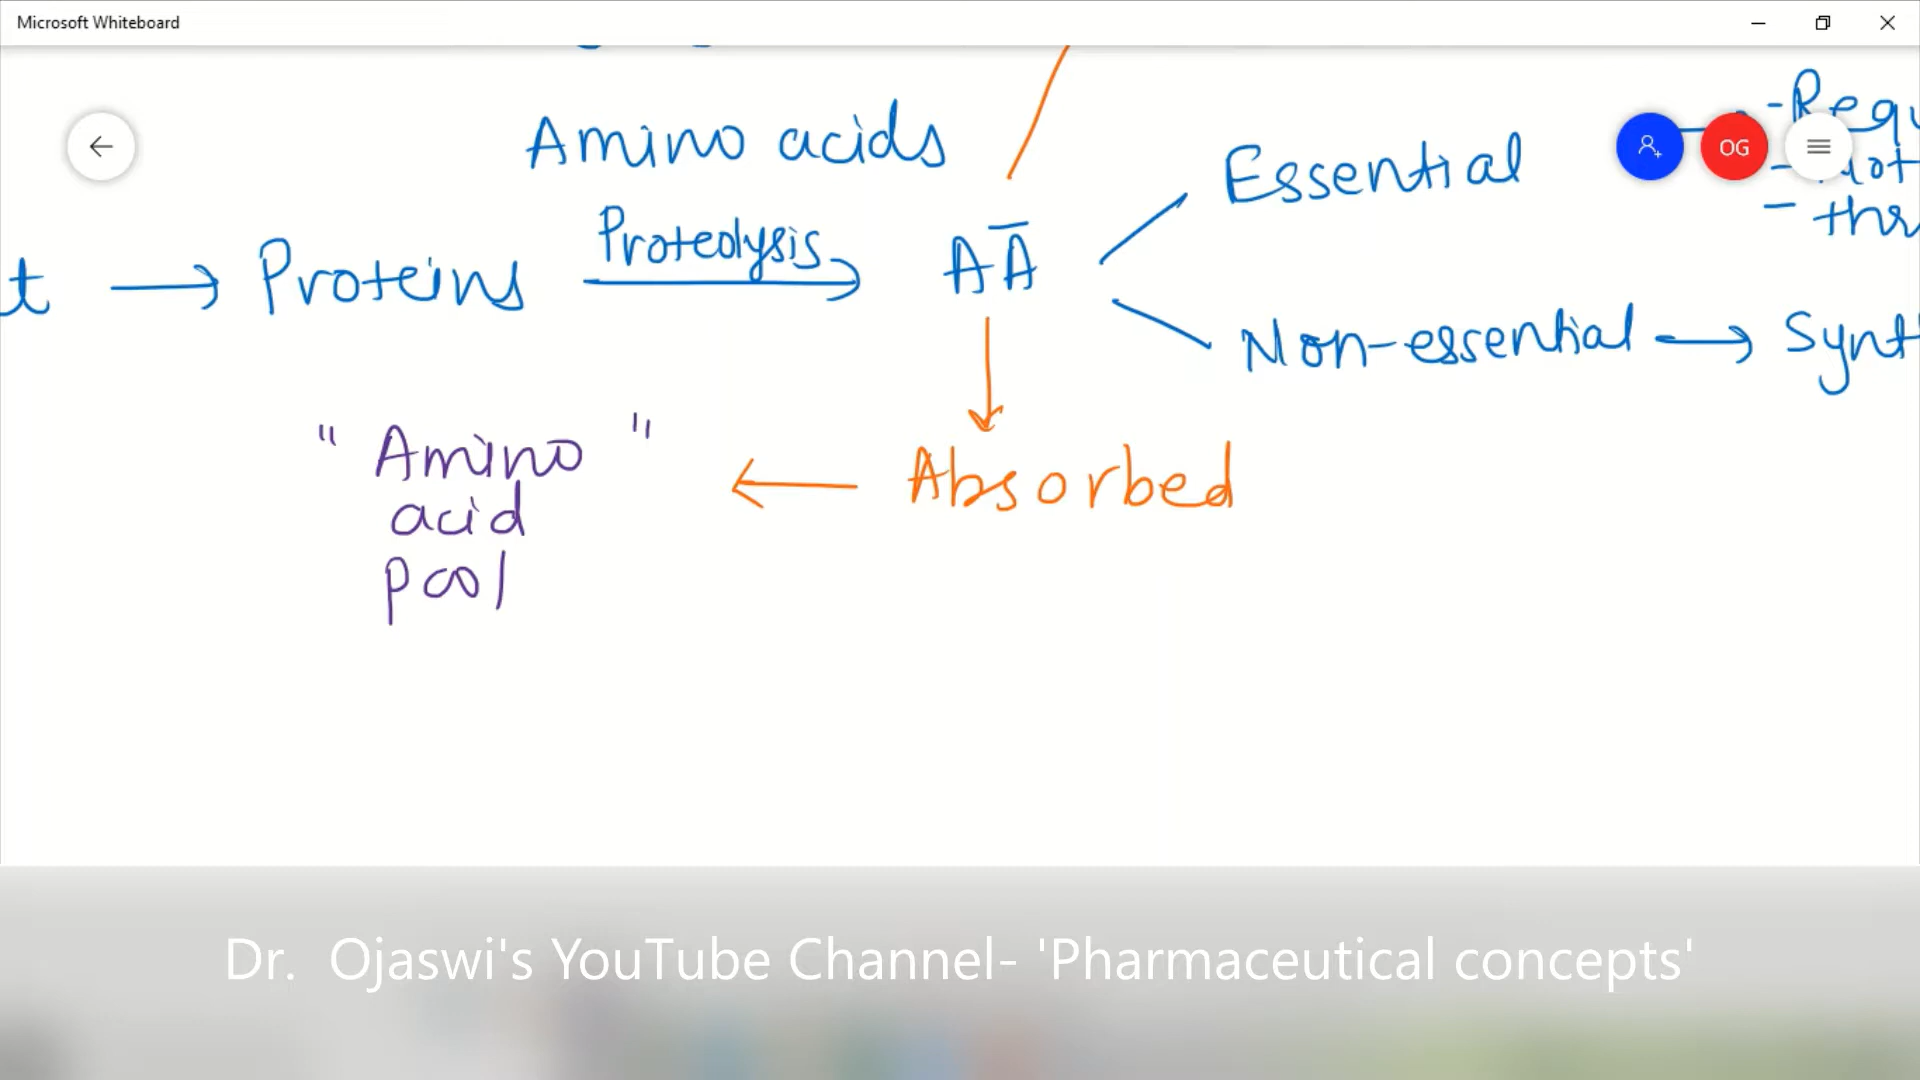 Microsoft Whiteboard
Amino acids
Essential
OG
t → Proteins Proteolysis → AĀ
Non-essential → Synt
" Amino "
acid
pool
← Absorbed
Dr. Ojaswi's YouTube Channel- 'Pharmaceutical concepts'